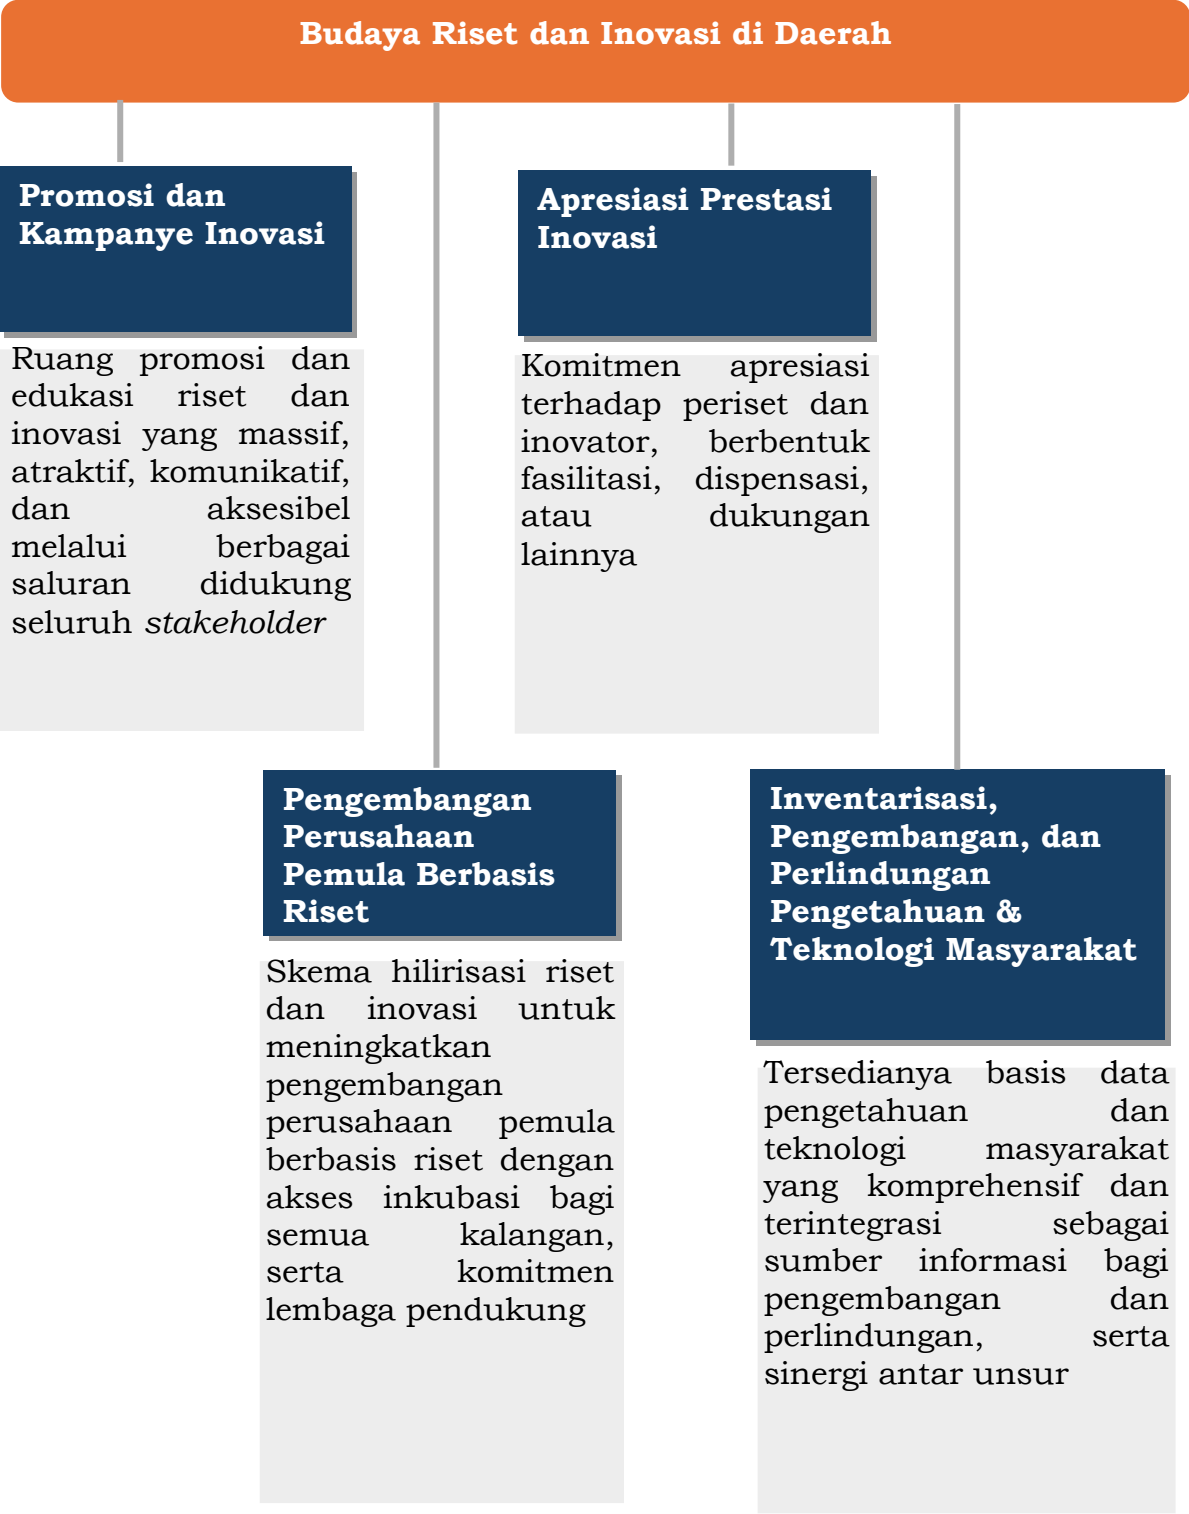 Budaya Riset dan Inovasi di Daerah
Promosi dan
Kampanye Inovasi
Ruang promosi dan
edukasi riset dan
inovasi yang massif,
atraktif, komunikatif,
dan aksesibel
melalui berbagai
saluran didukung
seluruh stakeholder
Apresiasi Prestasi
Inovasi
Komitmen apresiasi
terhadap periset dan
inovator, berbentuk
fasilitasi, dispensasi,
atau dukungan
lainnya
Pengembangan
Perusahaan
Pemula Berbasis
Riset
Skema hilirisasi riset
dan inovasi untuk
meningkatkan
pengembangan
perusahaan pemula
berbasis riset dengan
akses inkubasi bagi
semua kalangan,
serta komitmen
lembaga pendukung
Inventarisasi,
Pengembangan, dan
Perlindungan
Pengetahuan &
Teknologi Masyarakat
Tersedianya basis data
pengetahuan dan
teknologi masyarakat
yang komprehensif dan
terintegrasi sebagai
sumber informasi bagi
pengembangan dan
perlindungan, serta
sinergi antar unsur